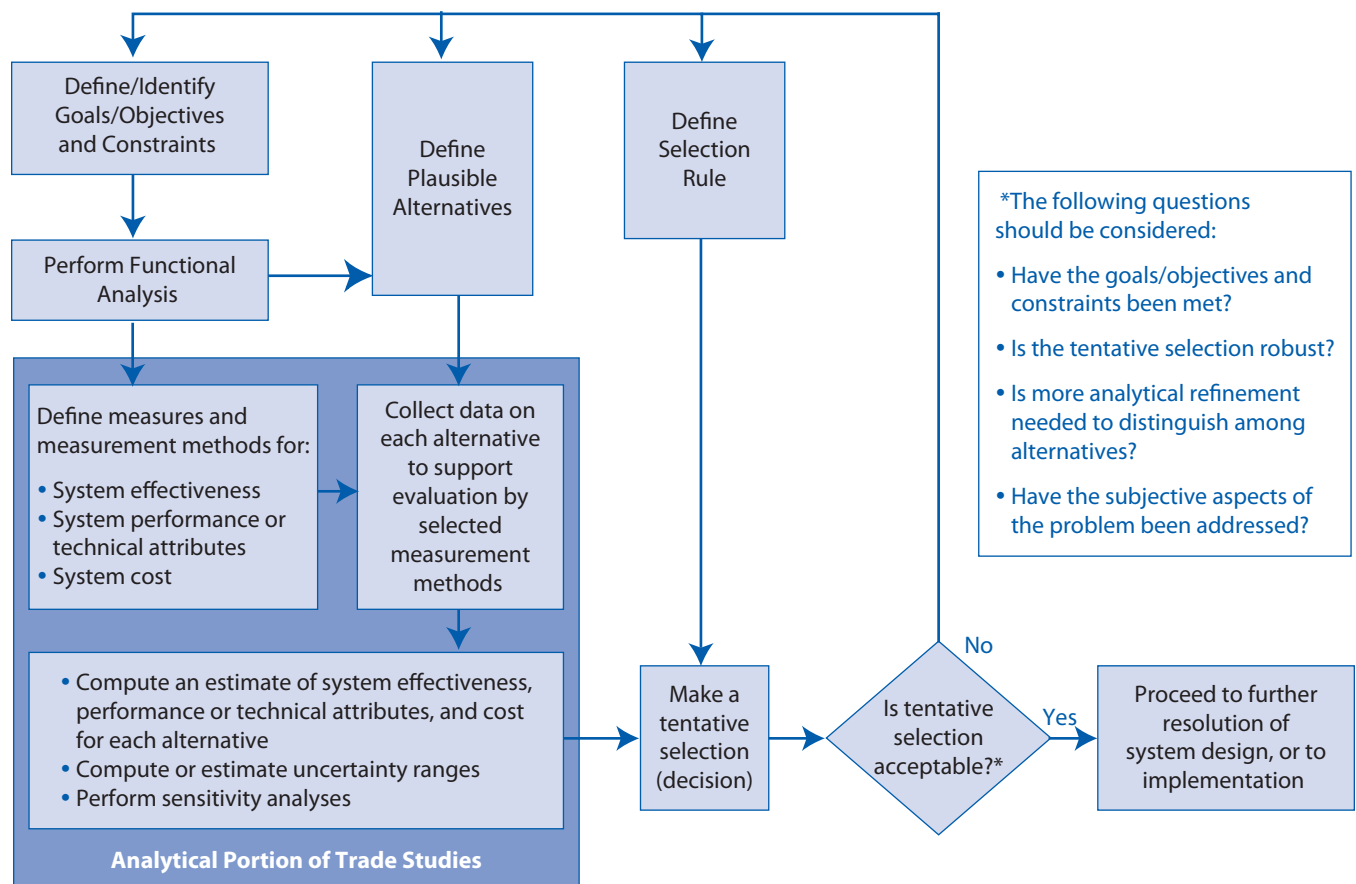 Define/Identify
Goals/Objectives
and Constraints
Perform Functional
Analysis
Define
Plausible
Alternatives
Define
Selection
Rule
*The following questions
should be considered:
• Have the goals/objectives and
constraints been met?
• Is the tentative selection robust?
• Is more analytical refinement
needed to distinguish among
alternatives?
• Have the subjective aspects of
the problem been addressed?
Define measures and
measurement methods for:
• System effectiveness
• System performance or
technical attributes
• System cost
Collect data on
each alternative
to support
evaluation by
selected
measurement
methods
• Compute an estimate of system effectiveness,
performance or technical attributes, and cost
for each alternative
• Compute or estimate uncertainty ranges
• Perform sensitivity analyses
Analytical Portion of Trade Studies
Make a
tentative
selection
(decision)
Is tentative
selection
acceptable?*
No
Yes
Proceed to further
resolution of
system design, or to
implementation